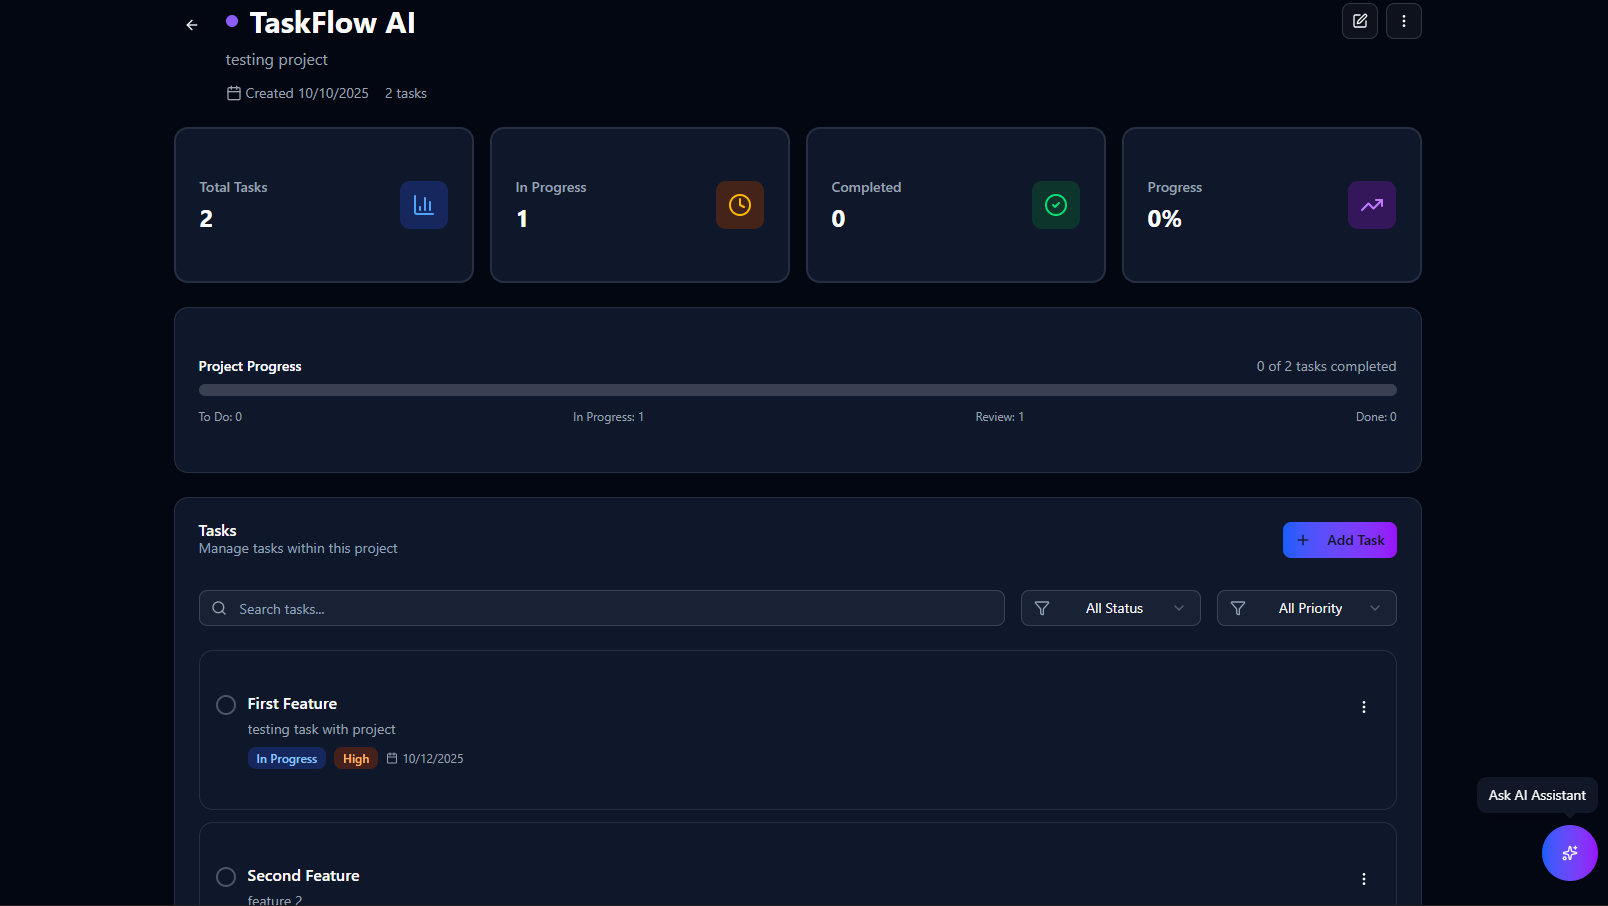 TaskFlow AI
testing project
Created 10/10/2025 2 tasks
Total Tasks
2
In Progress
1
Completed
0
Progress
0%
Project Progress
0 of 2 tasks completed
To Do: 0
In Progress: 1
Review: 1
Done: 0
Tasks
Manage tasks within this project
Add Task
Search tasks...
All Status
All Priority
First Feature
testing task with project
In Progress High 10/12/2025
Ask AI Assistant
Second Feature
feature 2